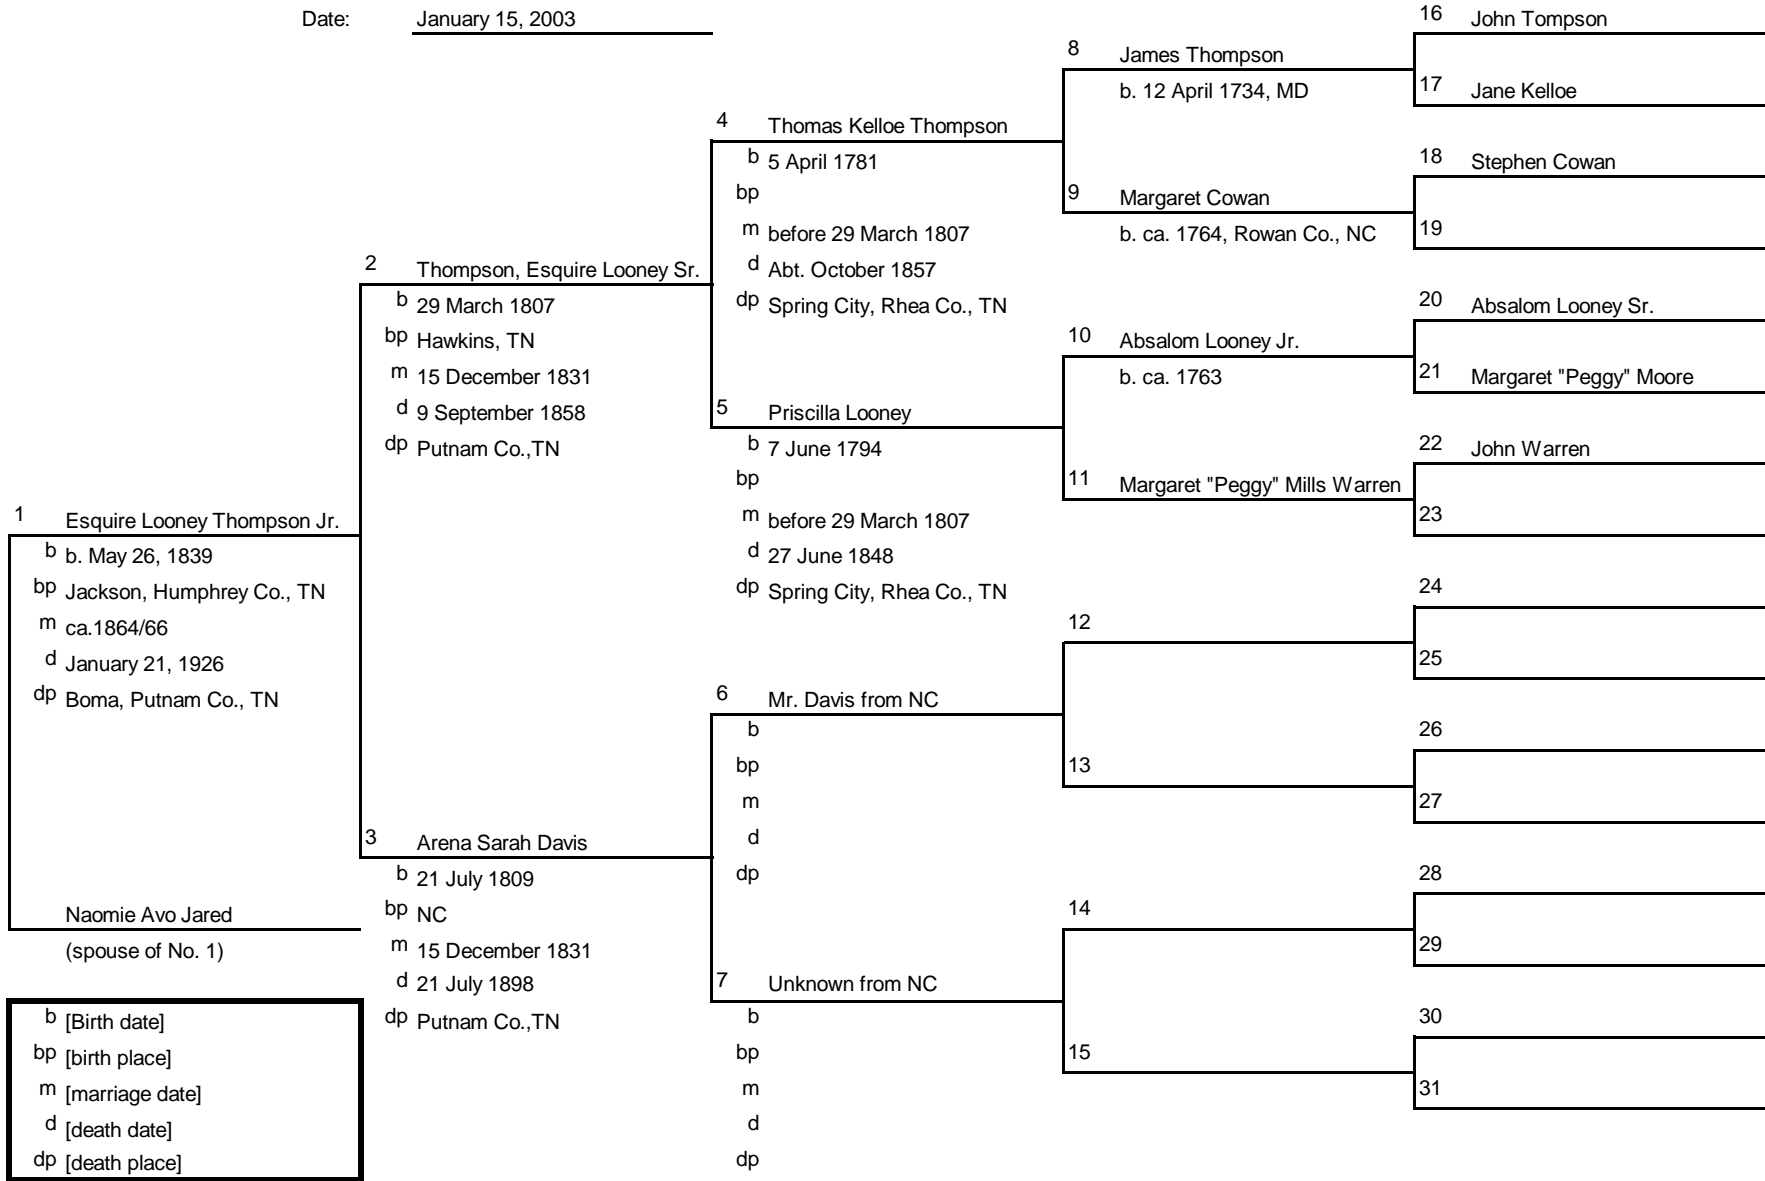 Date: January 15, 2003
1 Esquire Looney Thompson Jr.
b b. May 26, 1839
bp Jackson, Humphrey Co., TN
m ca.1864/66
d January 21, 1926
dp Boma, Putnam Co., TN
Naomie Avo Jared
(spouse of No. 1)
b [Birth date]
bp [birth place]
m [marriage date]
d [death date]
dp [death place]
2 Thompson, Esquire Looney Sr.
b 29 March 1807
bp Hawkins, TN
m 15 December 1831
d 9 September 1858
dp Putnam Co.,TN
3 Arena Sarah Davis
b 21 July 1809
bp NC
m 15 December 1831
d 21 July 1898
dp Putnam Co.,TN
4 Thomas Kelloe Thompson
b 5 April 1781
bp
m before 29 March 1807
d Abt. October 1857
dp Spring City, Rhea Co., TN
5 Priscilla Looney
b 7 June 1794
bp
m before 29 March 1807
d 27 June 1848
dp Spring City, Rhea Co., TN
6 Mr. Davis from NC
b
bp
m
d
dp
7 Unknown from NC
b
bp
m
d
dp
8 James Thompson
b. 12 April 1734, MD
9 Margaret Cowan
b. ca. 1764, Rowan Co., NC
10 Absalom Looney Jr.
b. ca. 1763
11 Margaret "Peggy" Mills Warren
12
13
14
15
16 John Tompson
17 Jane Kelloe
18 Stephen Cowan
19
20 Absalom Looney Sr.
21 Margaret "Peggy" Moore
22 John Warren
23
24
25
26
27
28
29
30
31